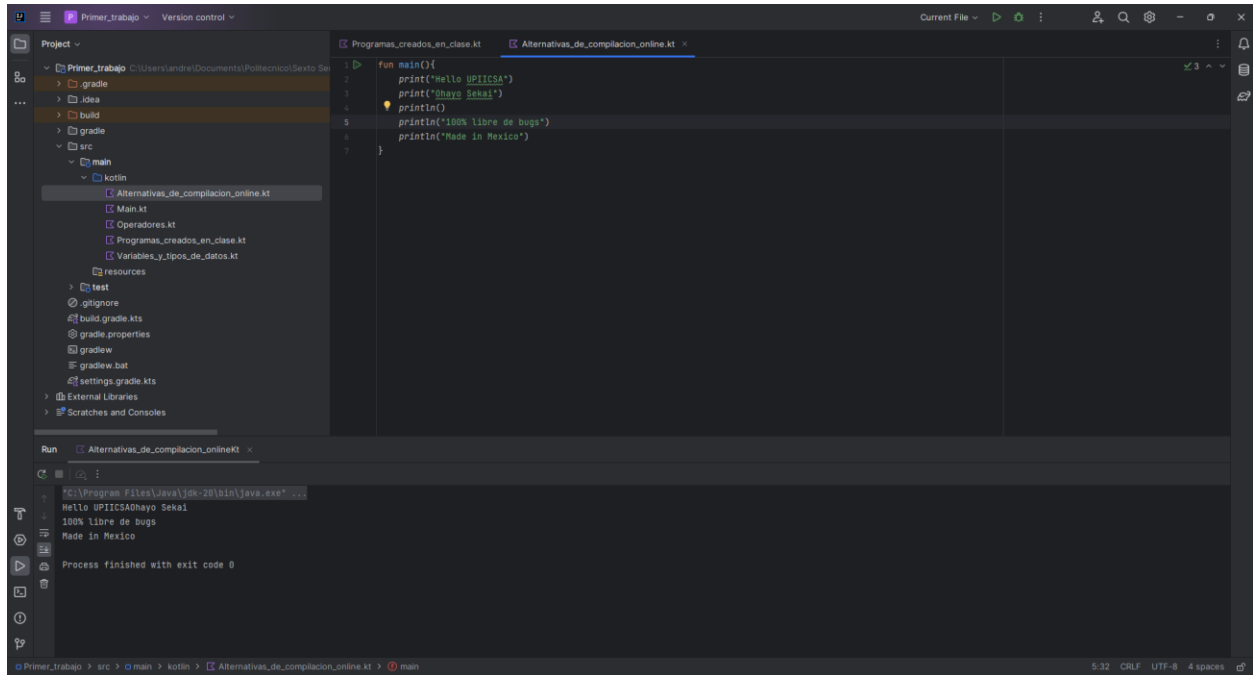 Primer_trabajo
Version control
Current File
Project
Programas_creados_en_clase.kt
Alternativas_de_compilacion_online.kt
Primer_trabajo C:\Users\andre\Documents\Politecnico\Sexto Se
.gradle
.idea
build
gradle
src
main
kotlin
Alternativas_de_compilacion_online.kt
Main.kt
Operadores.kt
Programas_creados_en_clase.kt
Variables_y_tipos_de_datos.kt
resources
test
.gitignore
build.gradle.kts
gradle.properties
gradlew
gradlew.bat
settings.gradle.kts
External Libraries
Scratches and Consoles
1 fun main(){
2 print("Hello UPIICSA")
3 print("Ohayo Sekai")
4 println()
5 println("100% libre de bugs")
6 println("Made in Mexico")
7 }
3
Run Alternativas_de_compilacion_onlineKt
"C:\Program Files\Java\jdk-20\bin\java.exe" ...
Hello UPIICSAOhayo Sekai
100% libre de bugs
Made in Mexico
Process finished with exit code 0
Primer_trabajo > src > main > kotlin > Alternativas_de_compilacion_online.kt > main
5:32 CRLF UTF-8 4 spaces